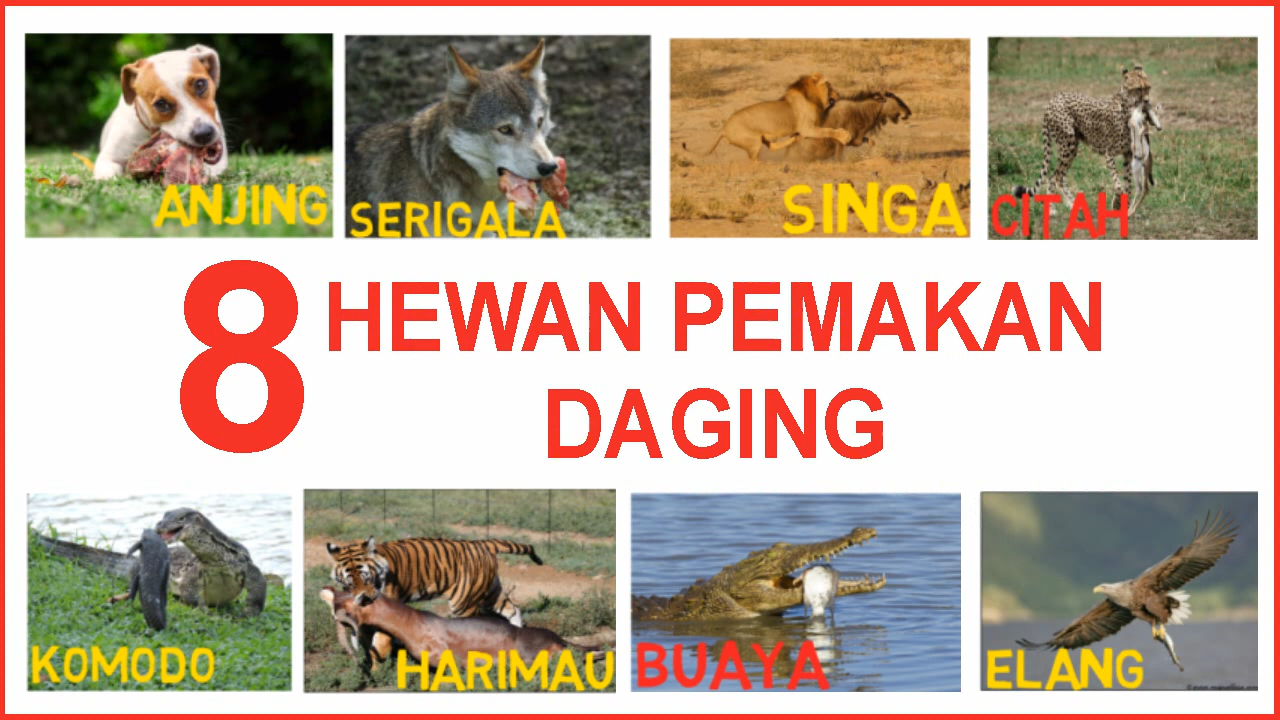 ANJING
SERIGALA
SINGA
CITAH
8 HEWAN PEMAKAN
DAGING
KOMODO
HARIMAU
BUAYA
ELANG